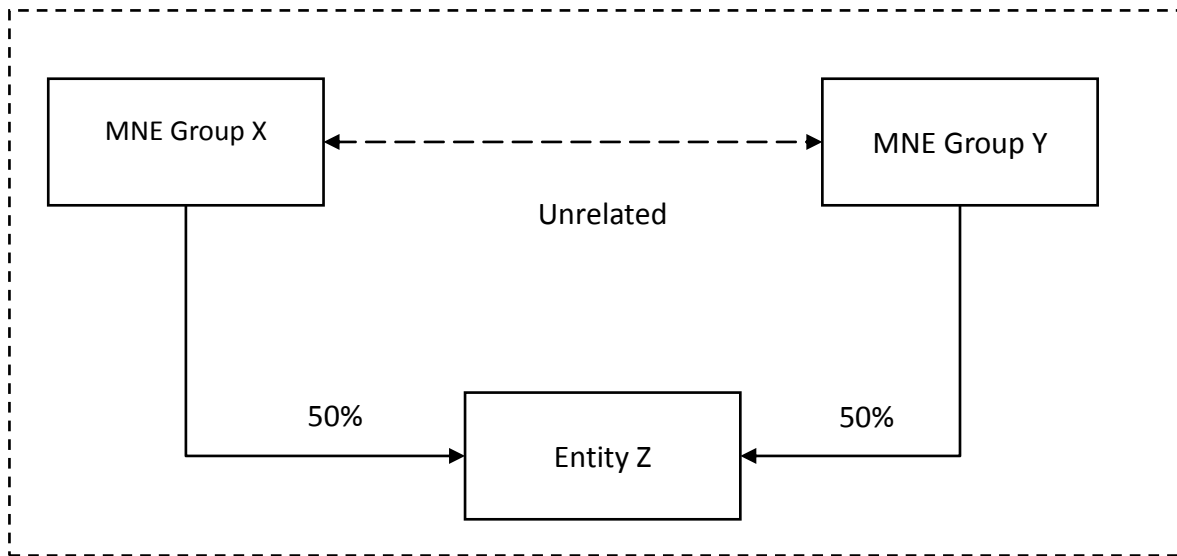 MNE Group X
MNE Group Y
Unrelated
50%
50%
Entity Z